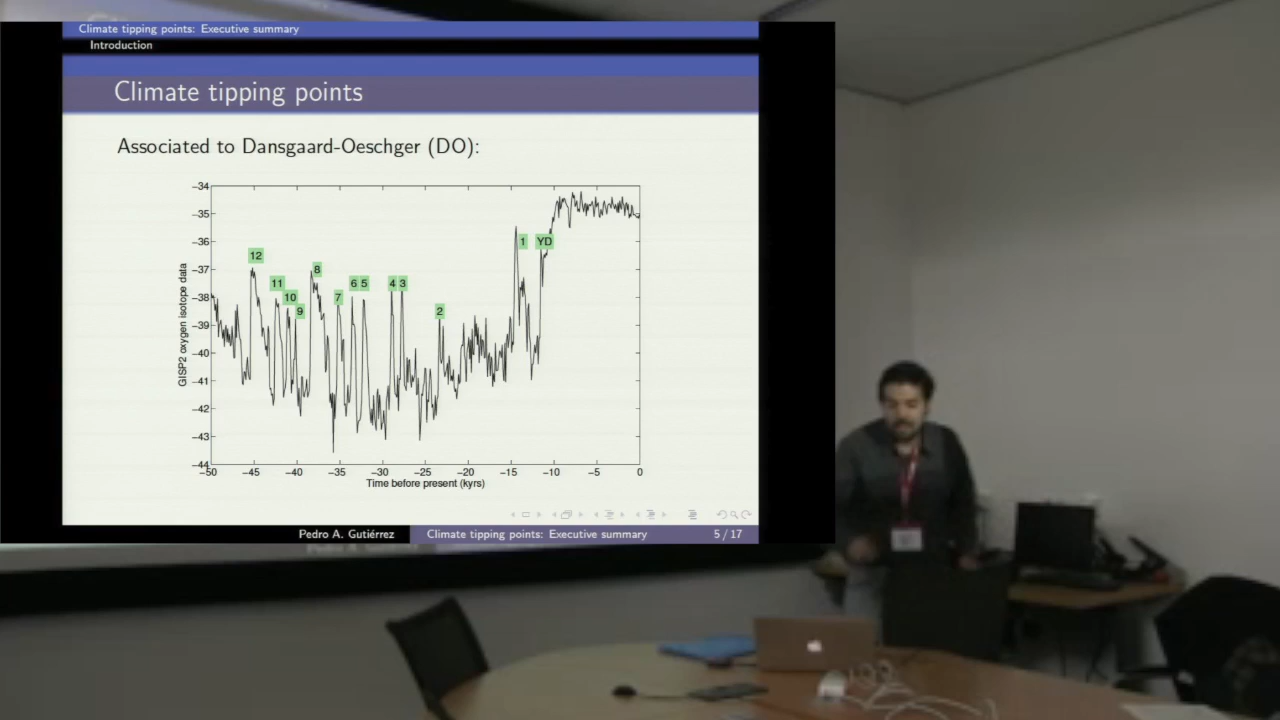 Climate tipping points: Executive summary
Introduction
Climate tipping points
Associated to Dansgaard-Oeschger (DO):
−34
−35
−36
−37
−38
−39
−40
−41
−42
−43
−44
GISP2 oxygen isotope data
12
11
10
9
8
7
6 5
4 3
2
1
YD
−50 −45 −40 −35 −30 −25 −20 −15 −10 −5 0
Time before present (kyrs)
Pedro A. Gutiérrez
Climate tipping points: Executive summary
5 / 17